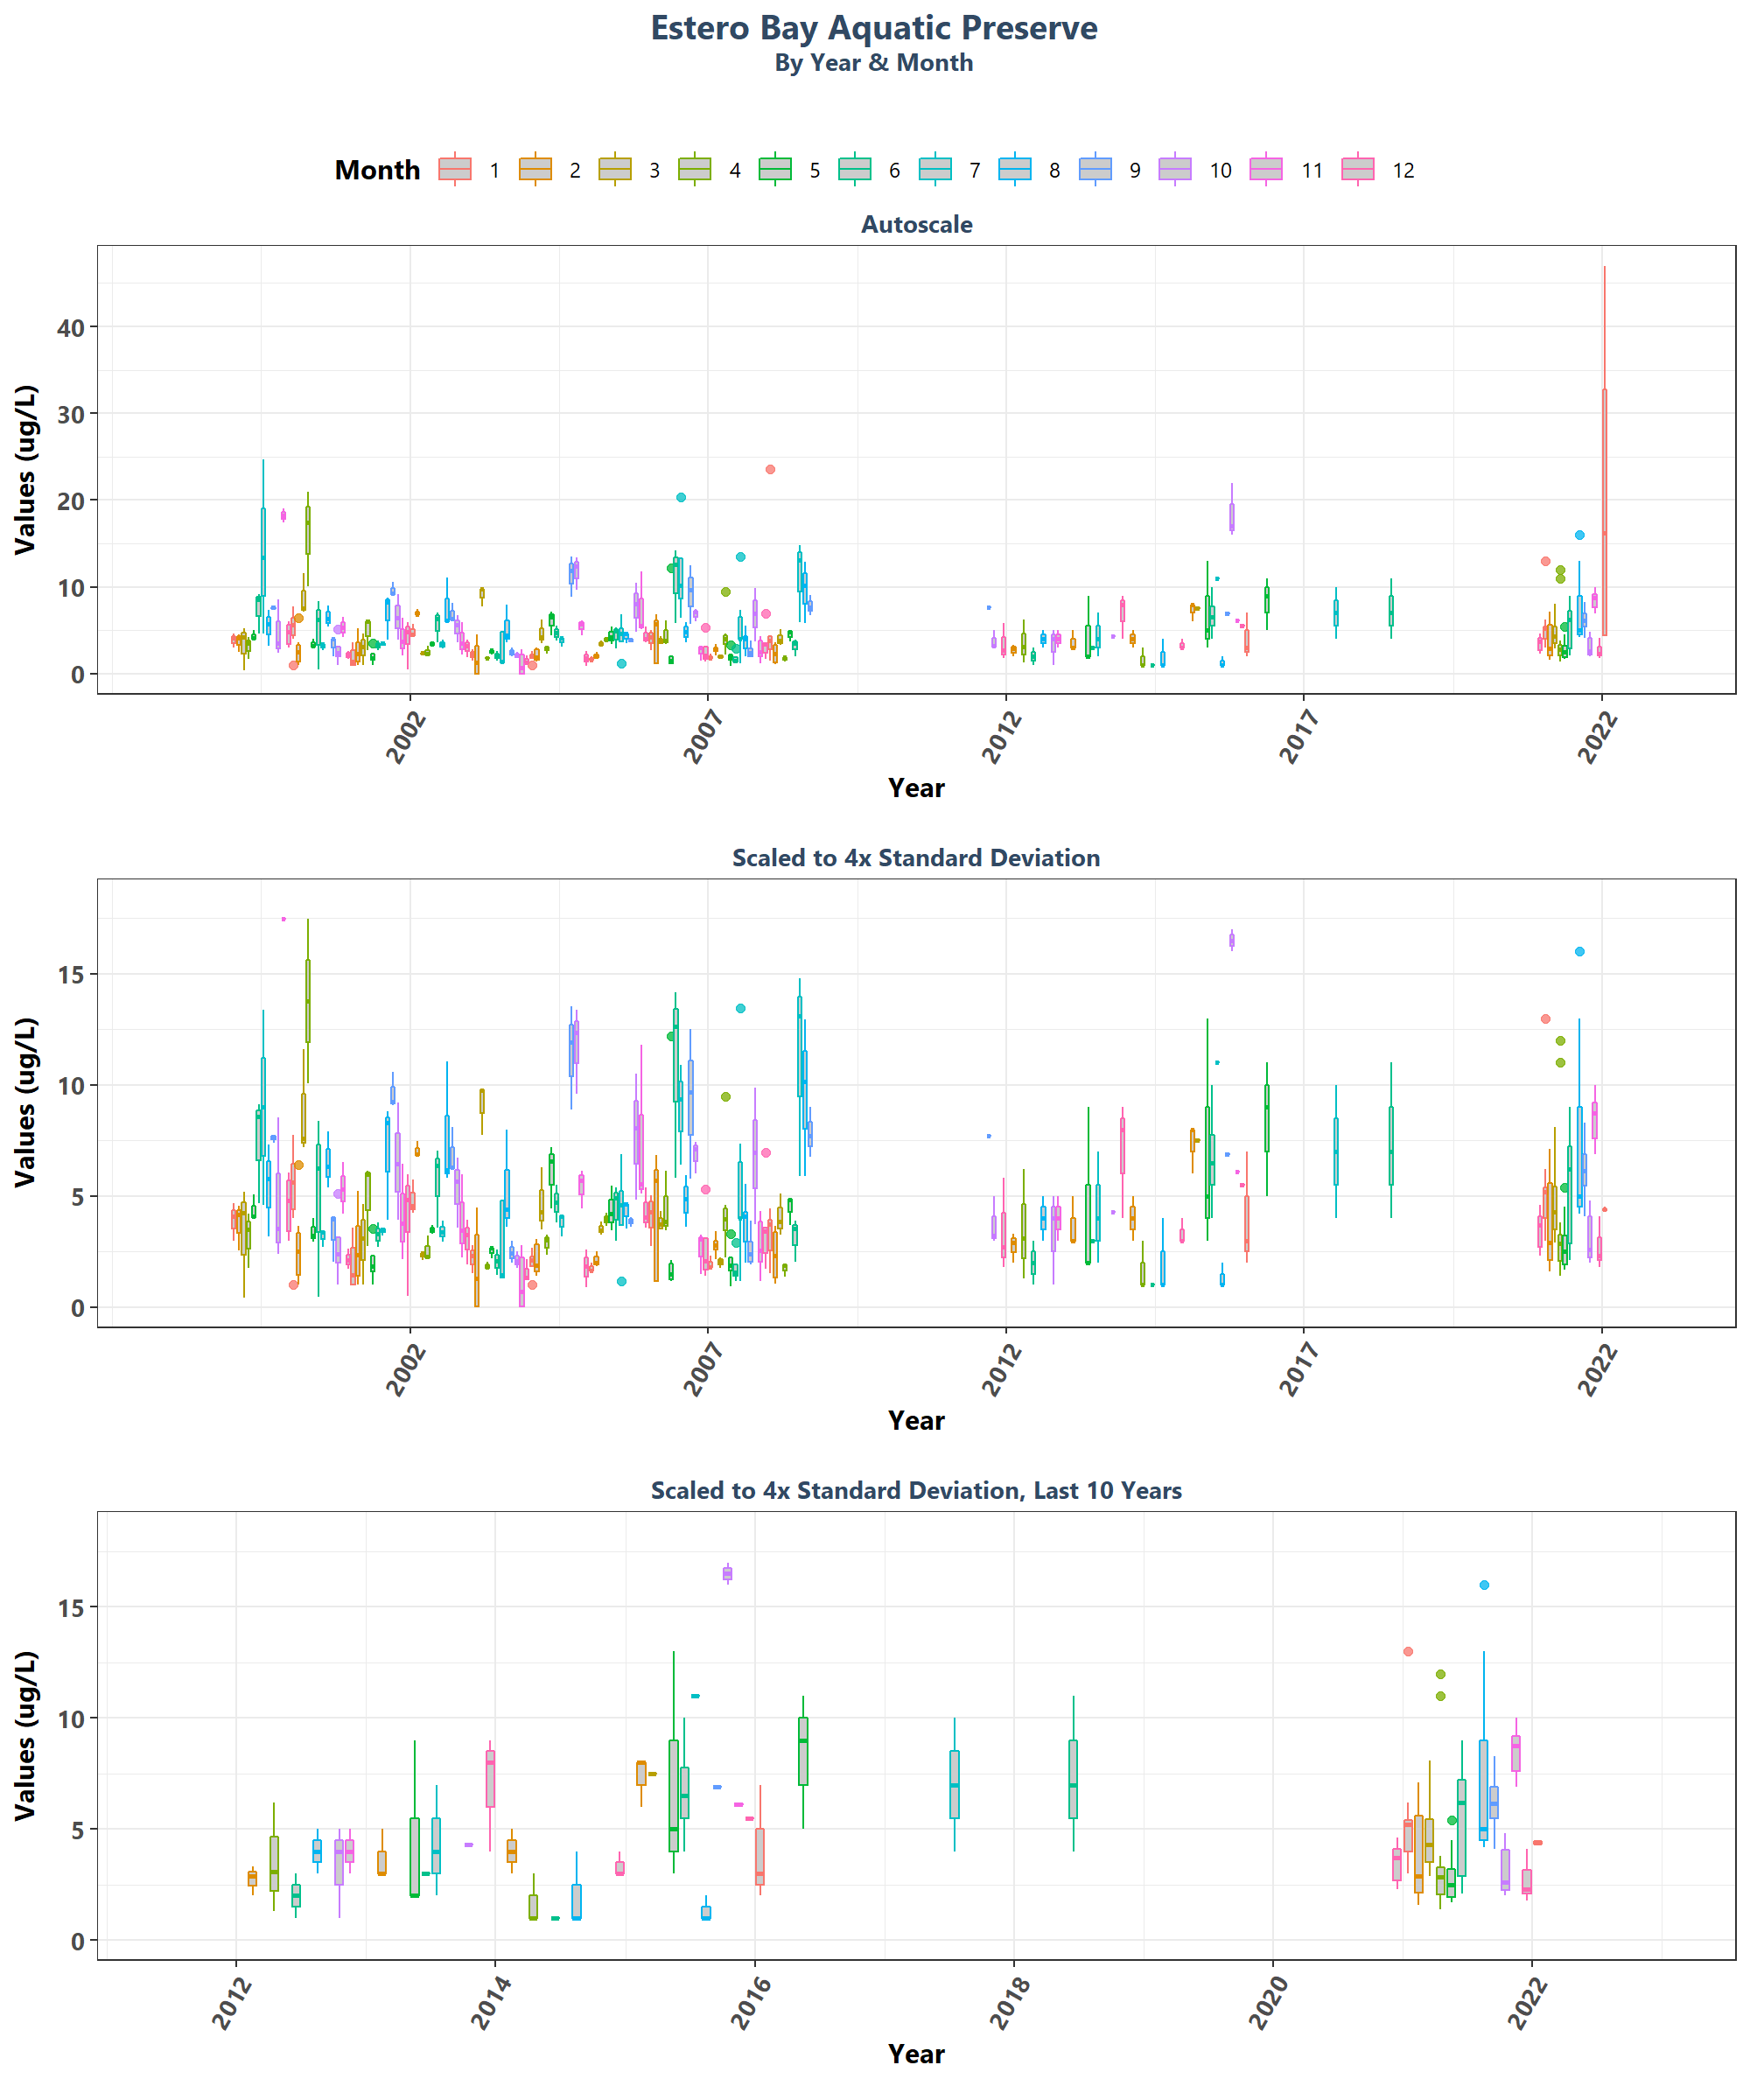 Estero Bay Aquatic Preserve
By Year & Month
Month 1 2 3 4 5 6 7 8 9 10 11 12
Autoscale
Values (ug/L)
40
30
20
10
0
2002 2007 2012 2017 2022
Year
Scaled to 4x Standard Deviation
Values (ug/L)
15
10
5
0
2002 2007 2012 2017 2022
Year
Scaled to 4x Standard Deviation, Last 10 Years
Values (ug/L)
15
10
5
0
2012 2014 2016 2018 2020 2022
Year